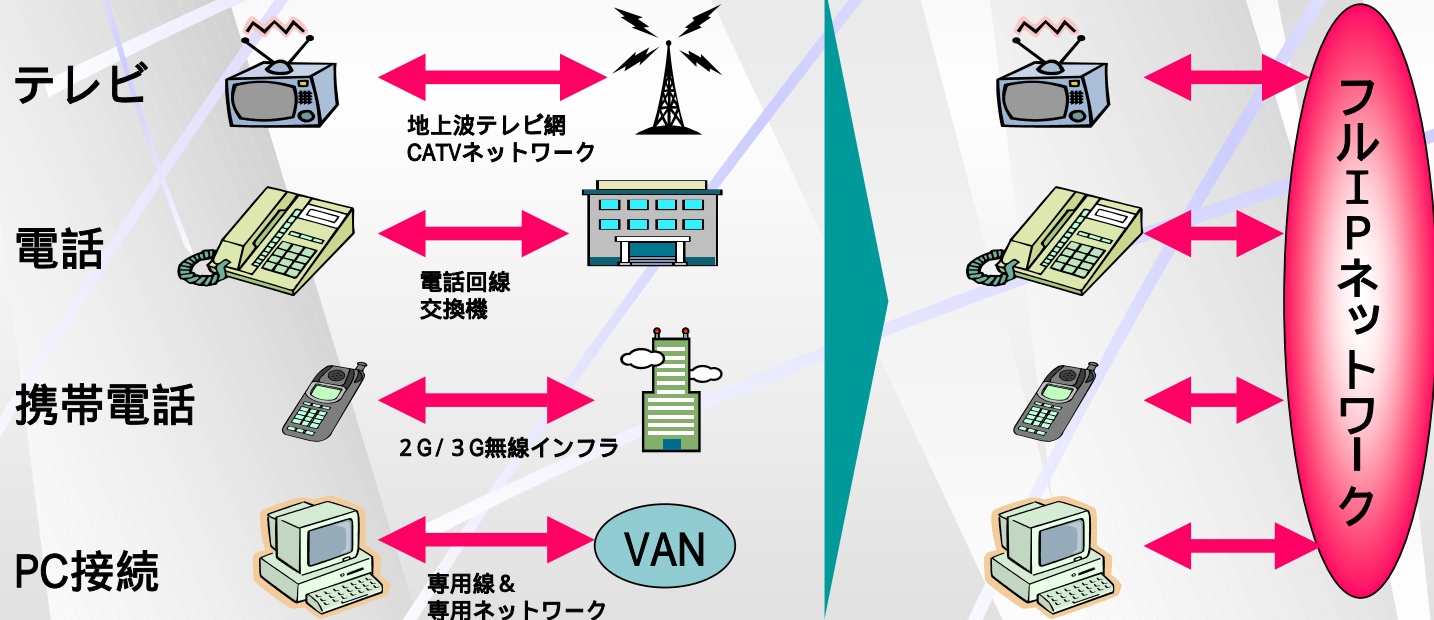 テレビ
地上波テレビ網
CATVネットワーク
電話
電話回線
交換機
携帯電話
２G/３G無線インフラ
PC接続
VAN
専用線＆
専用ネットワーク
フルＩＰネットワーク